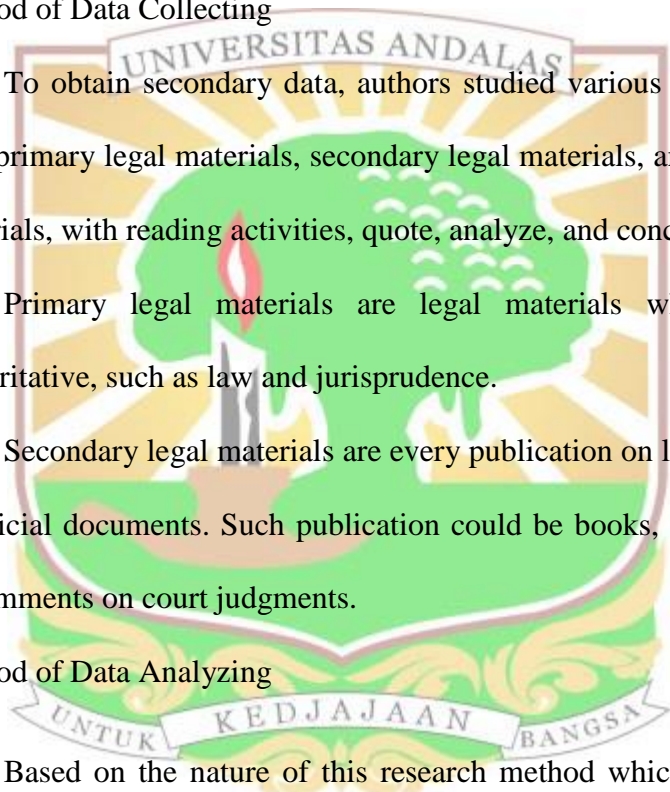 od of Data Collecting
UNIVERSITAS ANDALAS
To obtain secondary data, authors studied various
primary legal materials, secondary legal materials, a
rials, with reading activities, quote, analyze, and conc
Primary legal materials are legal materials w
ritative, such as law and jurisprudence.
Secondary legal materials are every publication on l
icial documents. Such publication could be books,
mments on court judgments.
od of Data Analyzing
UNTUK KEDJAJAAN BANGSA
Based on the nature of this research method whic